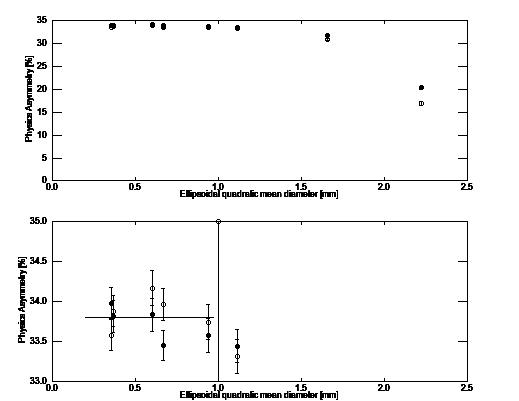 35
30
25
20
15
10
5
0
Physics Asymmetry [%]
0.0 0.5 1.0 1.5 2.0 2.5
Ellipsoidal quadralic mean diameter [mm]
35.0
34.5
34.0
33.5
33.0
Physics Asymmetry [%]
0.0 0.5 1.0 1.5 2.0 2.5
Ellipsoidal quadralic mean diameter [mm]